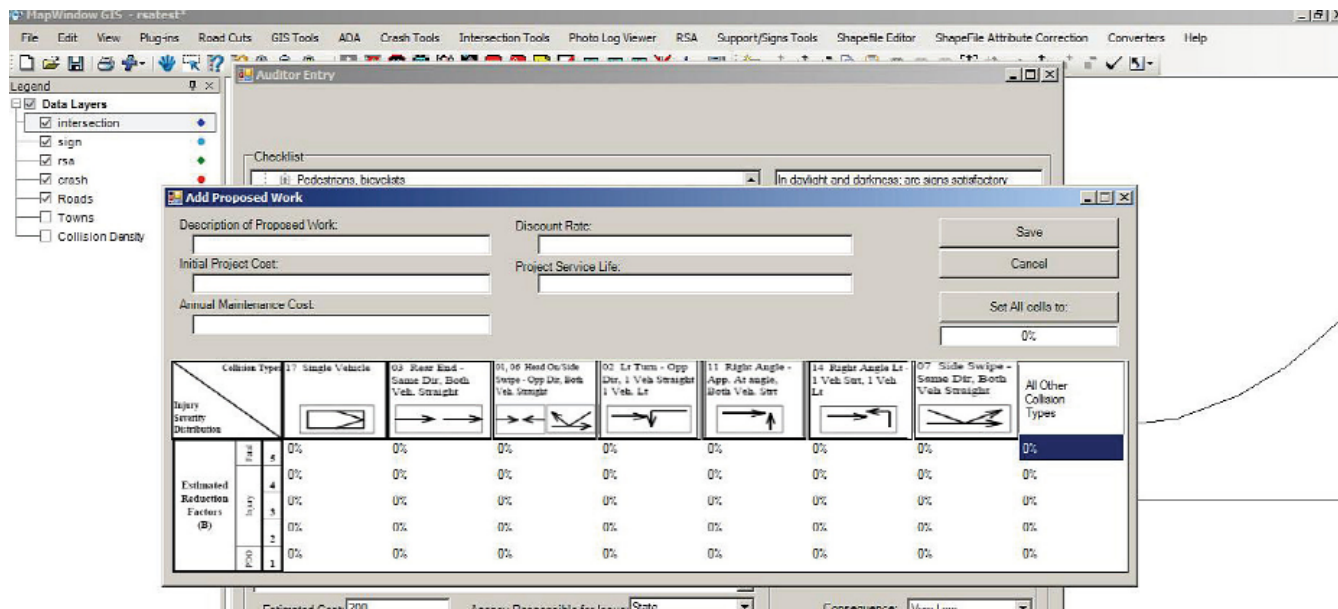 MapWindow GIS - rsatest*
File Edit View Plug-ins Road Cuts GIS Tools ADA Crash Tools Intersection Tools Photo Log Viewer RSA Support/Signs Tools Shapefile Editor ShapeFile Attribute Correction Converters Help
Legend
Data Layers
intersection
sign
rsa
crash
Roads
Towns
Collision Density
Auditor Entry
Checklist
Pedestrians, bicyclists
In daylight and darkness; are signs satisfactory
Add Proposed Work
Description of Proposed Work:
Discount Rate:
Save
Initial Project Cost:
Project Service Life:
Cancel
Annual Maintenance Cost:
Set All cells to:
0%
Collision Types
Injury
Severity
Distribution
17 Single Vehicle
03 Rear End -
Same Dir, Both
Veh. Straight
01, 06 Head On/Side
Swipe - Opp Dir, Both
Veh. Straight
02 Lt Turn - Opp
Dir, 1 Veh Straight
1 Veh. Lt
11 Right Angle -
App. At angle,
Both Veh. Strt
14 Right Angle Lt -
1 Veh Strt, 1 Veh
Lt
07 Side Swipe -
Same Dir, Both
Veh Straight
All Other
Collision
Types
Estimated
Reduction
Factors
(B)
Fatal
Injury
PDO
5 0% 0% 0% 0% 0% 0% 0% 0%
4 0% 0% 0% 0% 0% 0% 0% 0%
3 0% 0% 0% 0% 0% 0% 0% 0%
2 0% 0% 0% 0% 0% 0% 0% 0%
1 0% 0% 0% 0% 0% 0% 0% 0%
Estimated Cost: 200 Agency Responsible for Issue: State Consequence: Very Low